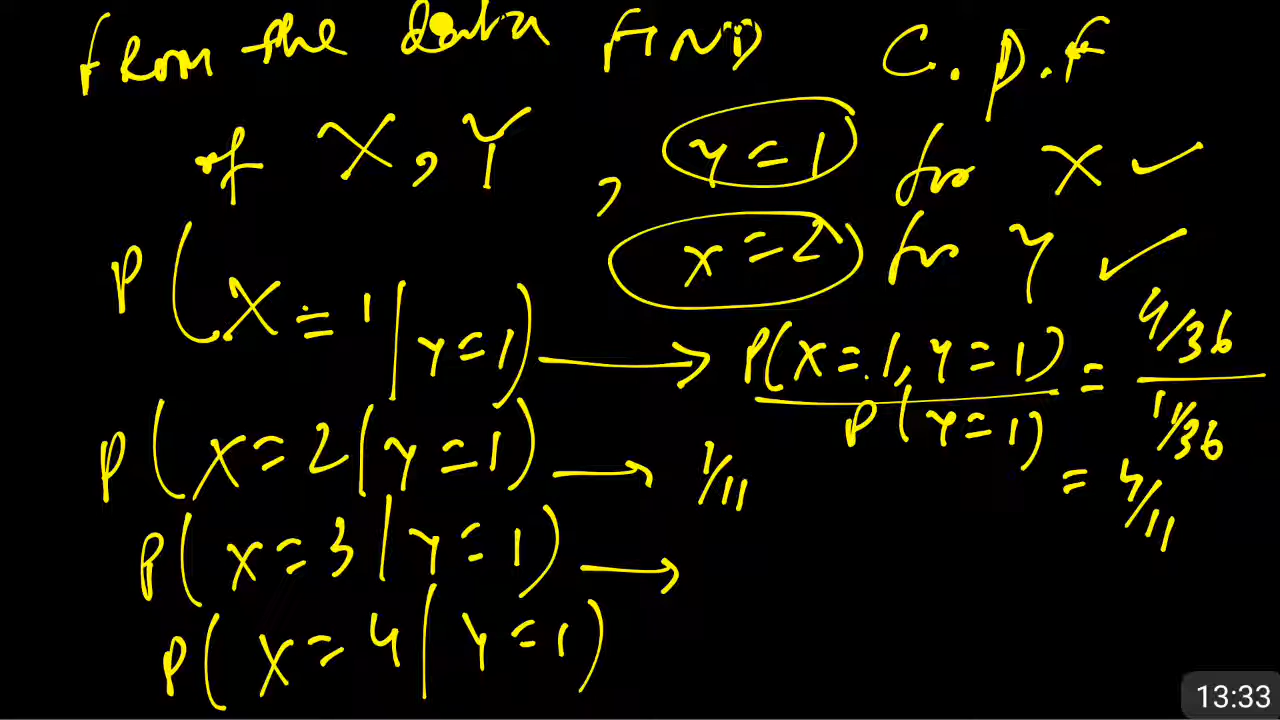 from the data FIND C.D.F
of X, Y , y = 1 for X ✓
x = 2 for Y ✓
P(X = 1 | Y = 1) → P(X = 1, Y = 1) / P(Y = 1) = 4/36 / 11/36
= 4/11
P(X = 2 | Y = 1) → 1/11
P(X = 3 | Y = 1) →
P(X = 4 | Y = 1)
13:33